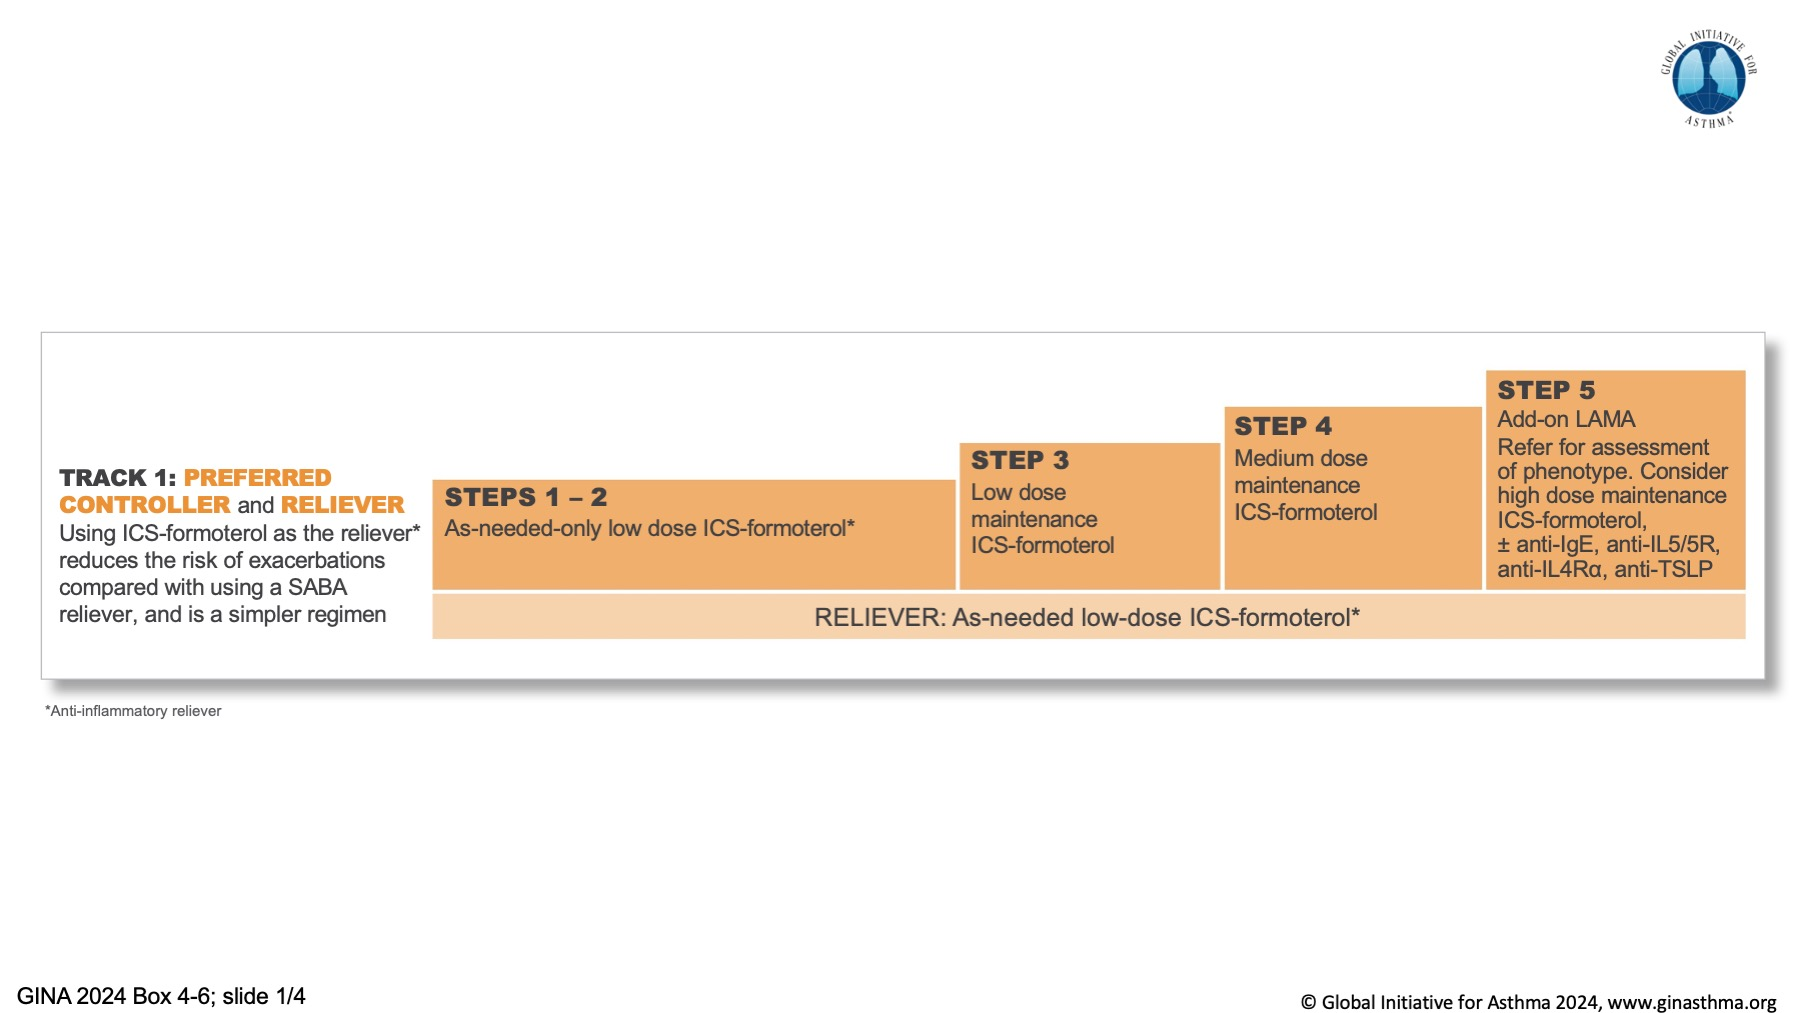 GLOBAL INITIATIVE FOR
ASTHMA
TRACK 1: PREFERRED
CONTROLLER and RELIEVER
Using ICS-formoterol as the reliever*
reduces the risk of exacerbations
compared with using a SABA
reliever, and is a simpler regimen
STEPS 1 – 2
As-needed-only low dose ICS-formoterol*
STEP 3
Low dose
maintenance
ICS-formoterol
STEP 4
Medium dose
maintenance
ICS-formoterol
STEP 5
Add-on LAMA
Refer for assessment
of phenotype. Consider
high dose maintenance
ICS-formoterol,
± anti-IgE, anti-IL5/5R,
anti-IL4Rα, anti-TSLP
RELIEVER: As-needed low-dose ICS-formoterol*
*Anti-inflammatory reliever
GINA 2024 Box 4-6; slide 1/4
© Global Initiative for Asthma 2024, www.ginasthma.org